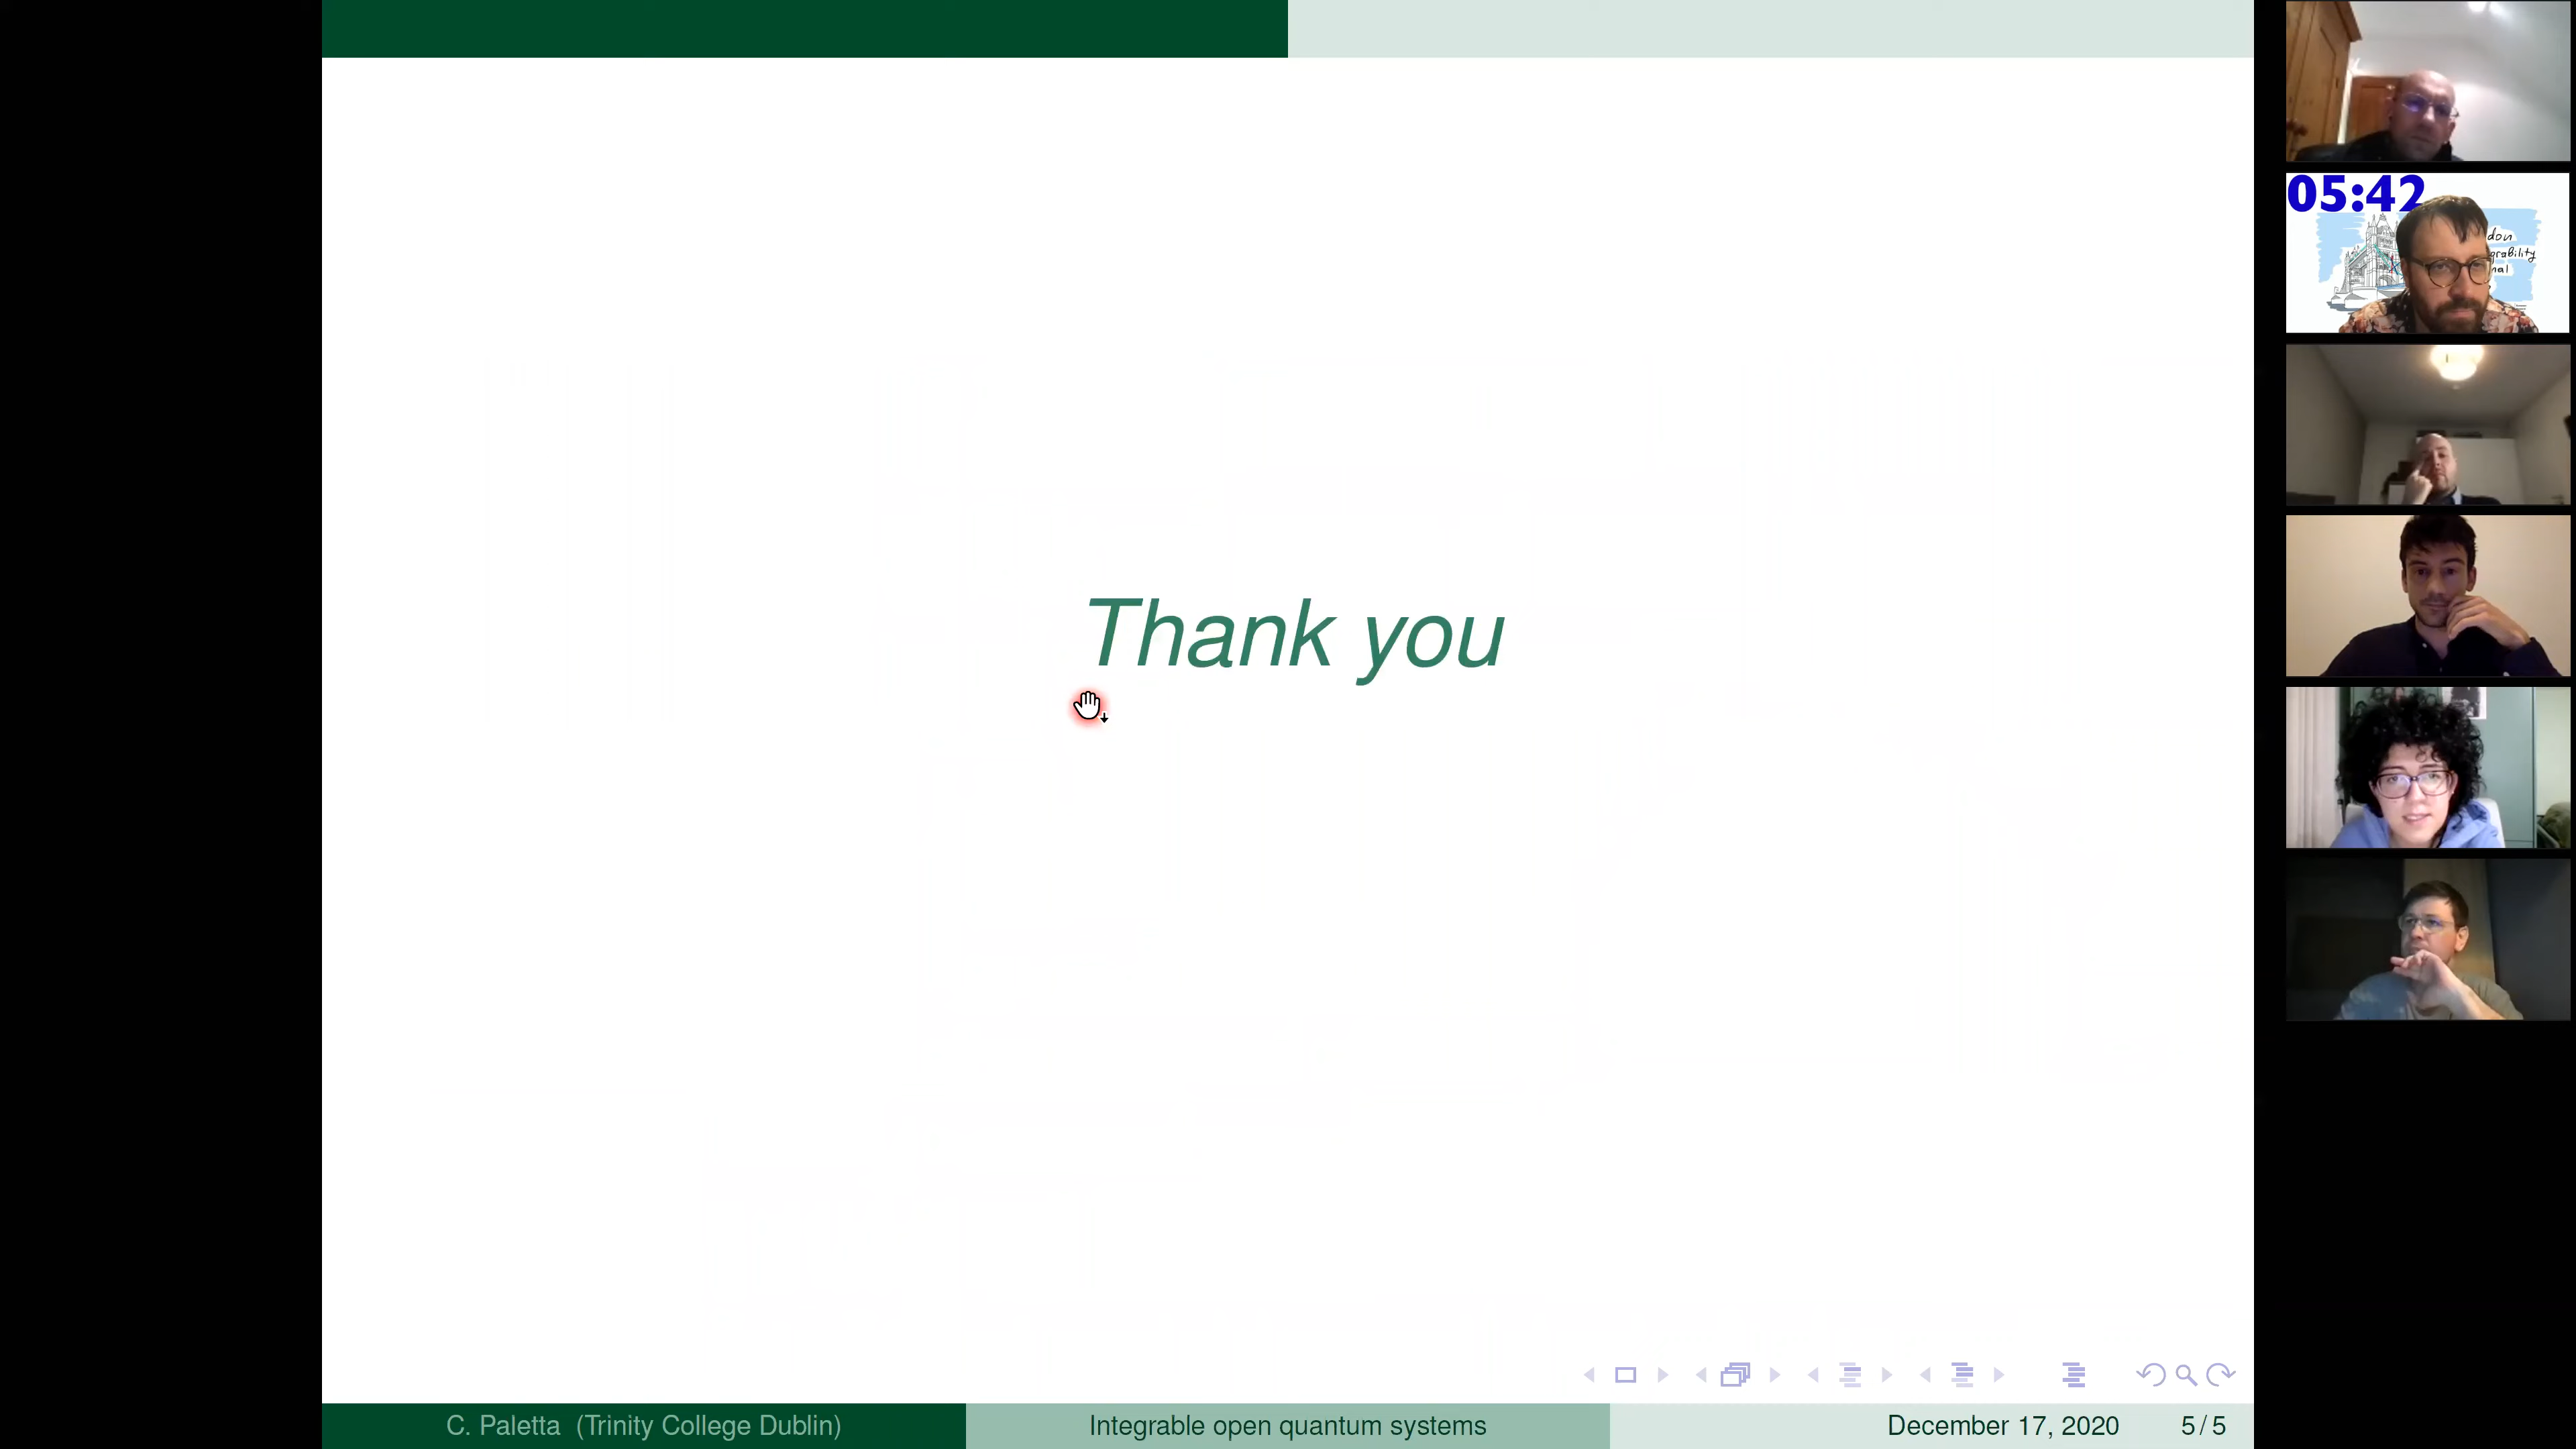 Thank you
C. Paletta (Trinity College Dublin)
Integrable open quantum systems
December 17, 2020
5 / 5
05:42